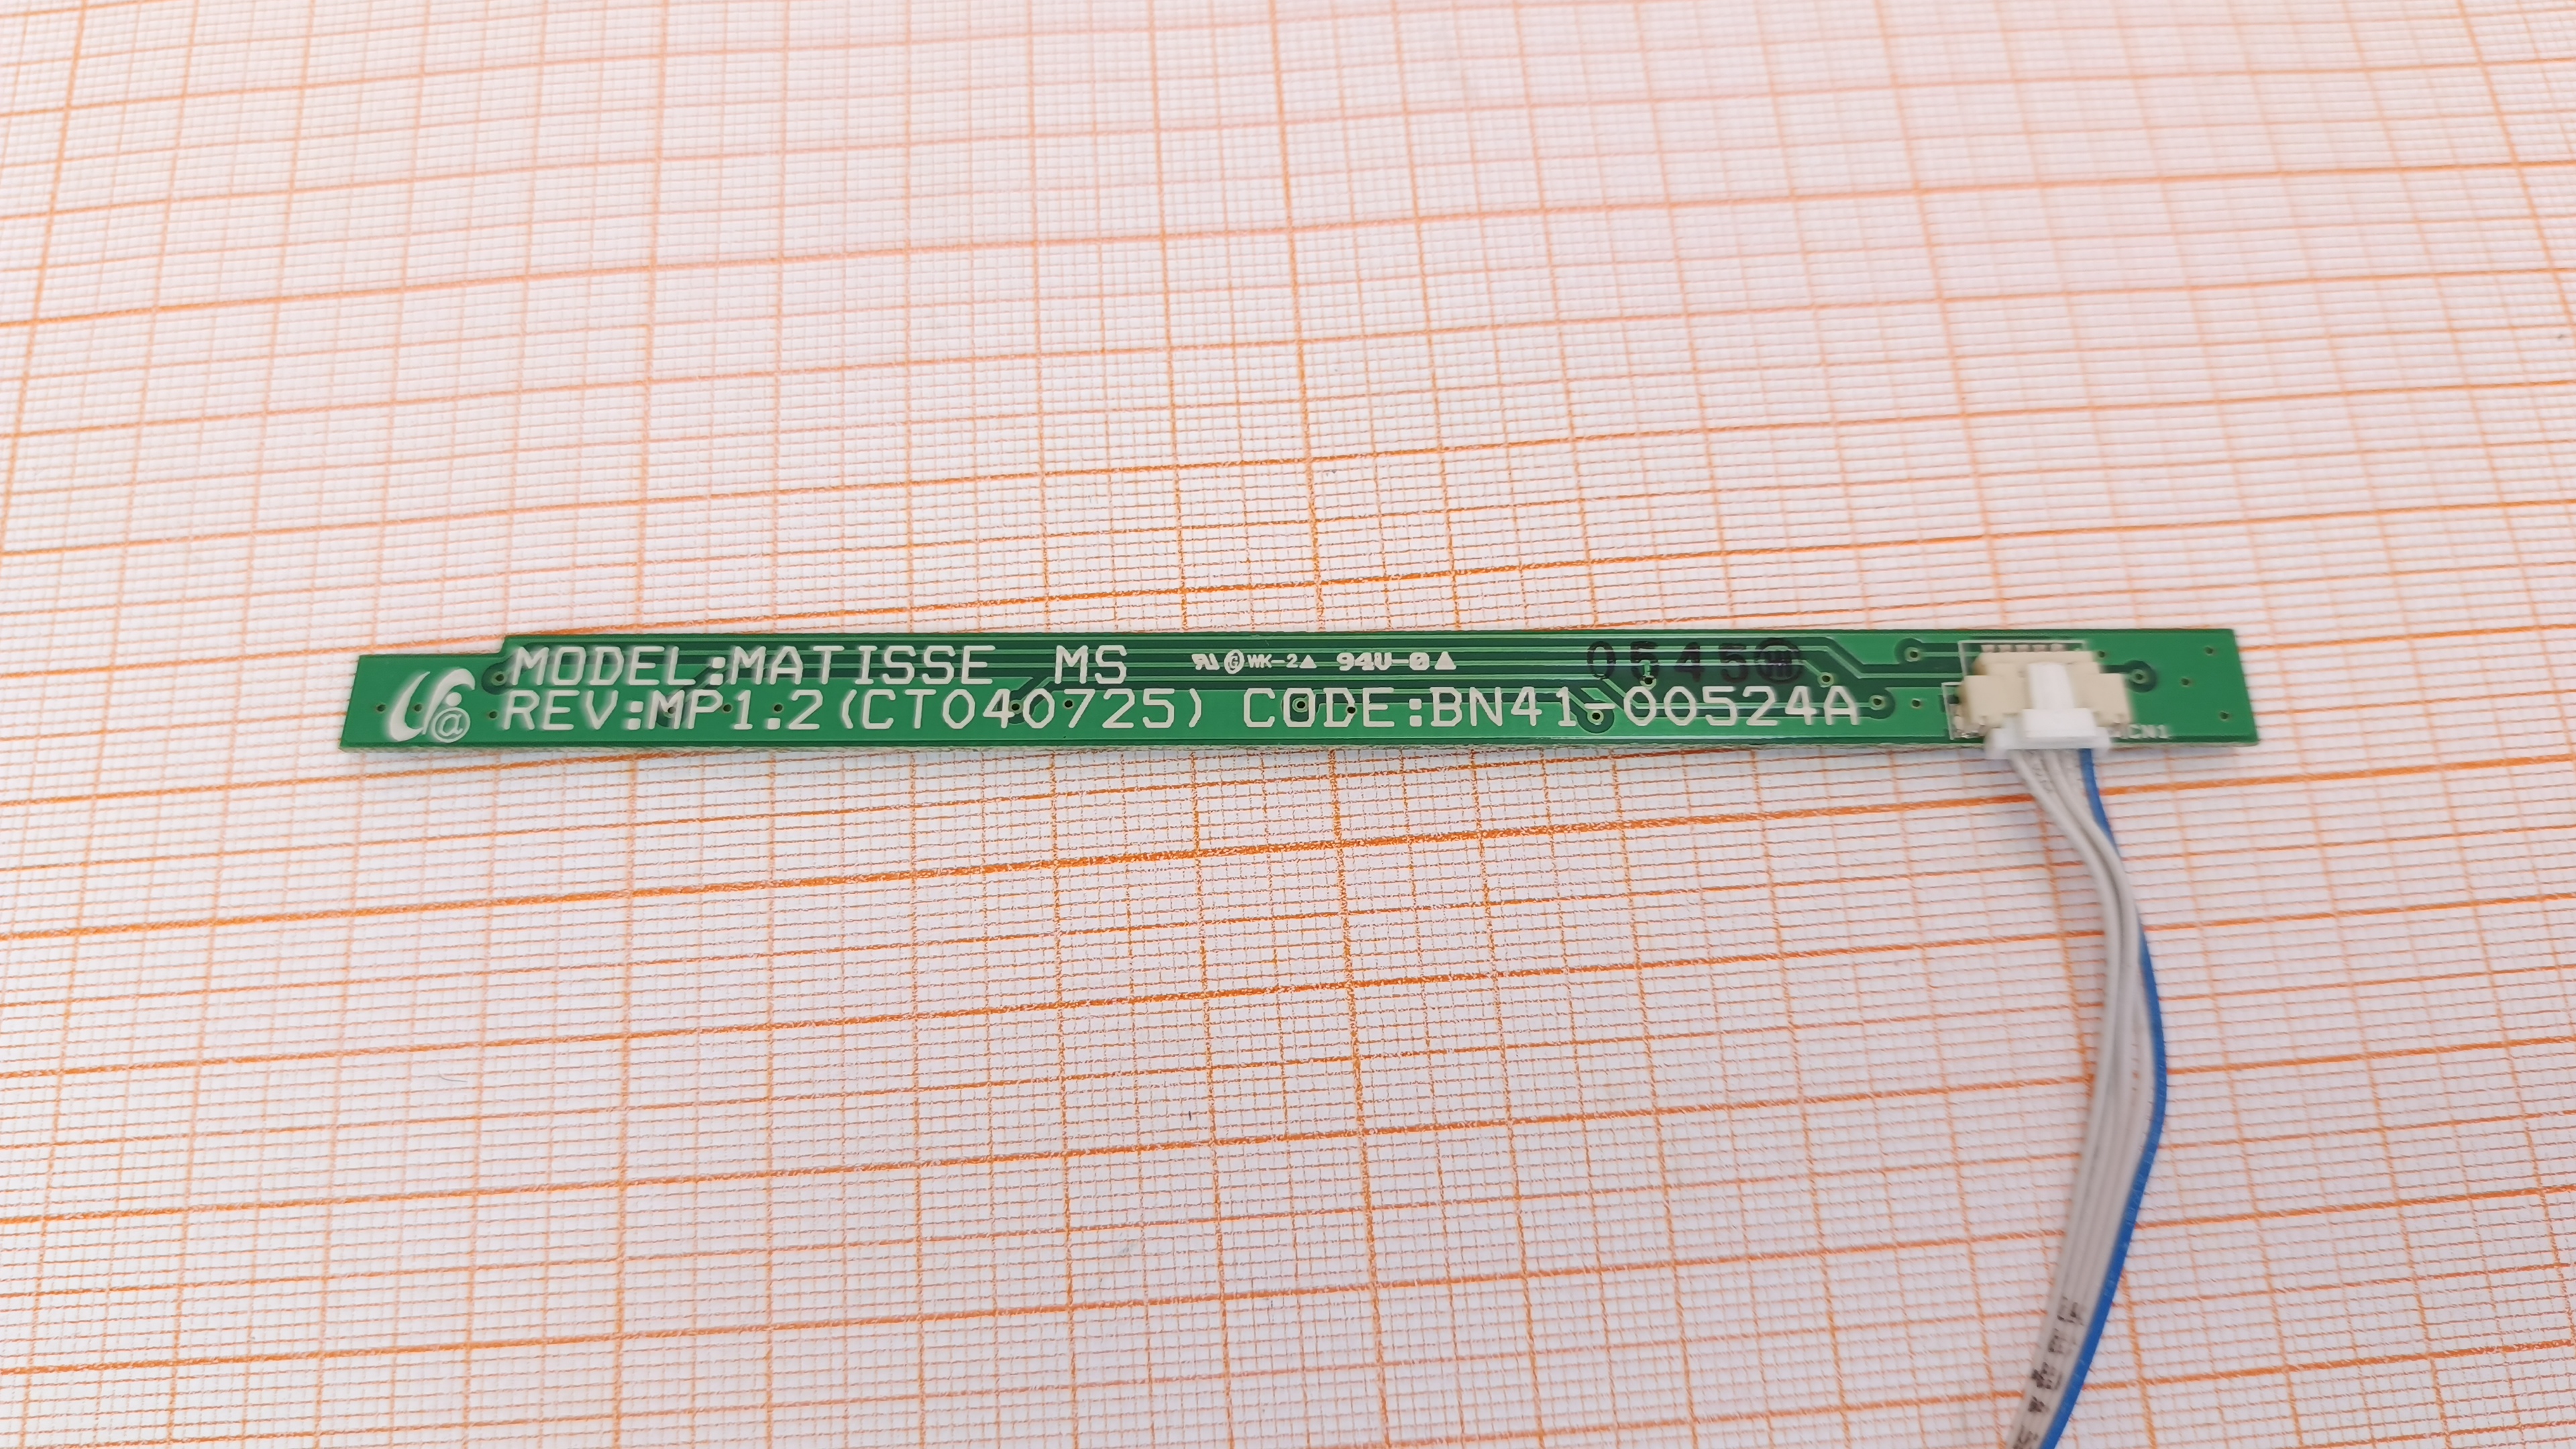 MODEL:MATISSE MS WK-2 94V-0 0545
REV:MP1.2(CT040725) CODE:BN41-00524A
CN1